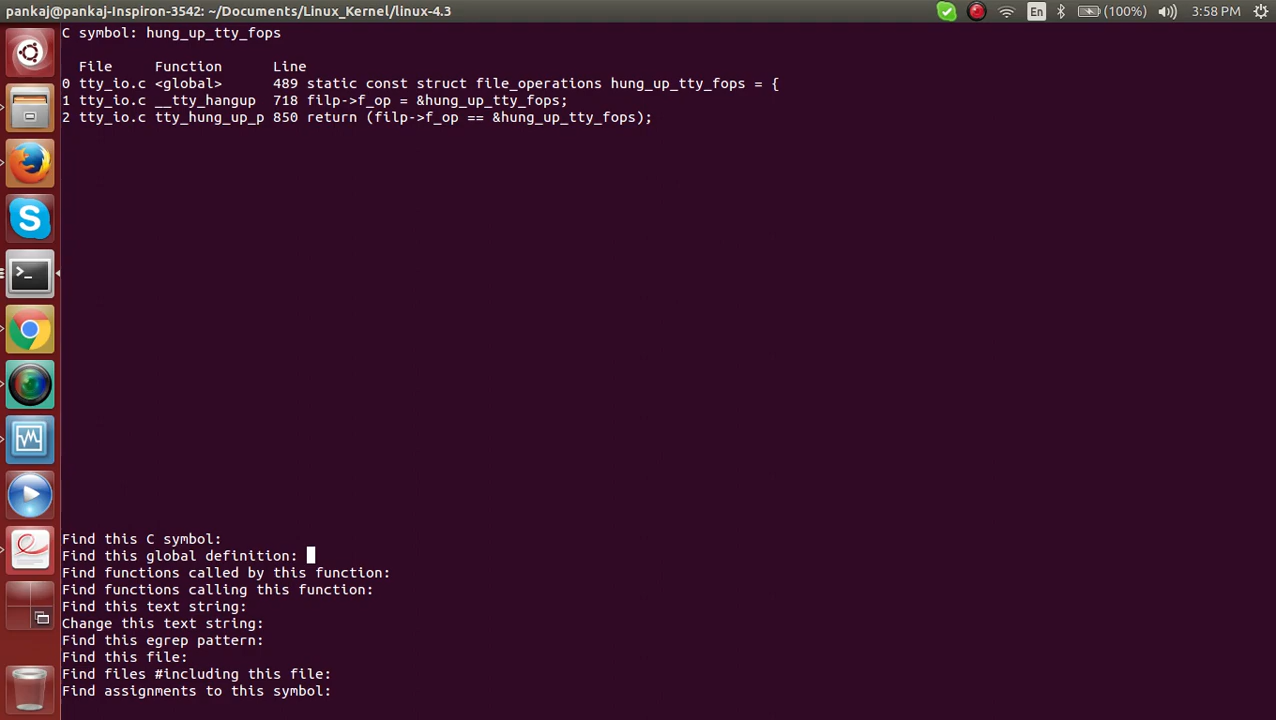 pankaj@pankaj-Inspiron-3542: ~/Documents/Linux_Kernel/linux-4.3 En (100%) 3:58 PM
C symbol: hung_up_tty_fops
File Function Line
0 tty_io.c <global> 489 static const struct file_operations hung_up_tty_fops = {
1 tty_io.c __tty_hangup 718 filp->f_op = &hung_up_tty_fops;
2 tty_io.c tty_hung_up_p 850 return (filp->f_op == &hung_up_tty_fops);
Find this C symbol:
Find this global definition:
Find functions called by this function:
Find functions calling this function:
Find this text string:
Change this text string:
Find this egrep pattern:
Find this file:
Find files #including this file:
Find assignments to this symbol: